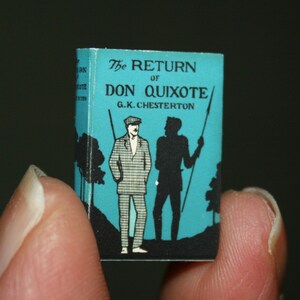 The RETURN
OF
DON QUIXOTE
G.K. CHESTERTON